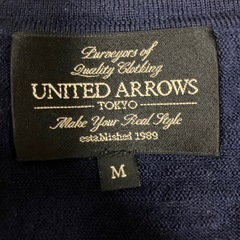 Purveyors of
Quality Clothing
UNITED ARROWS
TOKYO
Make Your Real Style
established 1989
M